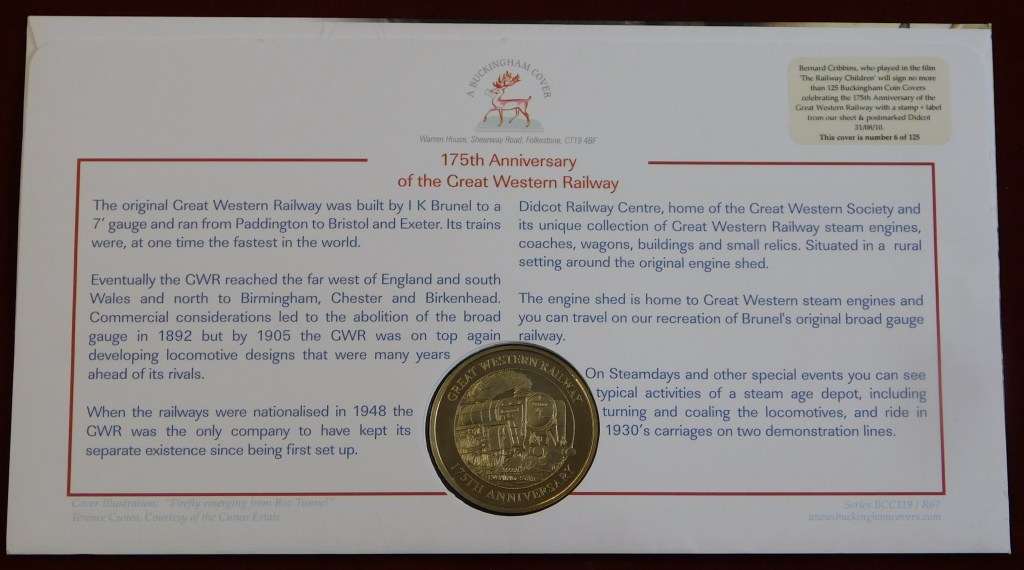 A BUCKINGHAM COVER
Warren House, Shearway Road, Folkestone, CT19 4BF
Bernard Cribbins, who played in the film
'The Railway Children' will sign no more
than 125 Buckingham Coin Covers
celebrating the 175th Anniversary of the
Great Western Railway with a stamp + label
from our sheet & postmarked Didcot
31/08/10.
This cover is number 6 of 125
175th Anniversary
of the Great Western Railway
The original Great Western Railway was built by I K Brunel to a
7' gauge and ran from Paddington to Bristol and Exeter. Its trains
were, at one time the fastest in the world.
Eventually the GWR reached the far west of England and south
Wales and north to Birmingham, Chester and Birkenhead.
Commercial considerations led to the abolition of the broad
gauge in 1892 but by 1905 the GWR was on top again
developing locomotive designs that were many years
ahead of its rivals.
When the railways were nationalised in 1948 the
GWR was the only company to have kept its
separate existence since being first set up.
Didcot Railway Centre, home of the Great Western Society and
its unique collection of Great Western Railway steam engines,
coaches, wagons, buildings and small relics. Situated in a rural
setting around the original engine shed.
The engine shed is home to Great Western steam engines and
you can travel on our recreation of Brunel's original broad gauge
railway.
On Steamdays and other special events you can see
typical activities of a steam age depot, including
turning and coaling the locomotives, and ride in
1930's carriages on two demonstration lines.
GREAT WESTERN RAILWAY
175TH ANNIVERSARY
Cover Illustration: "Firefly emerging from Box Tunnel"
Terence Cuneo, Courtesy of the Cuneo Estate
Series BCC119 / R67
www.buckinghamcovers.com